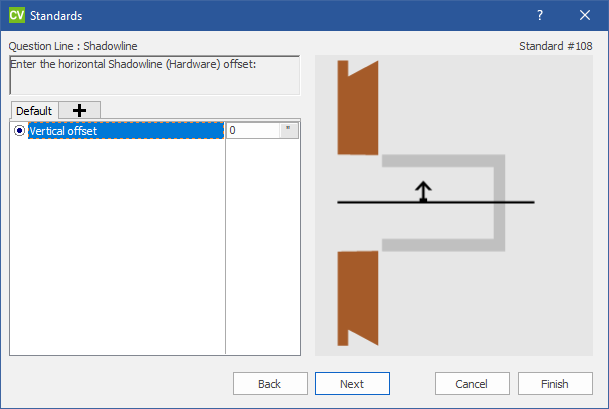 CV Standards ?
Question Line : Shadowline Standard #108
Enter the horizontal Shadowline (Hardware) offset:
Default
Vertical offset 0 "
Back Next Cancel Finish